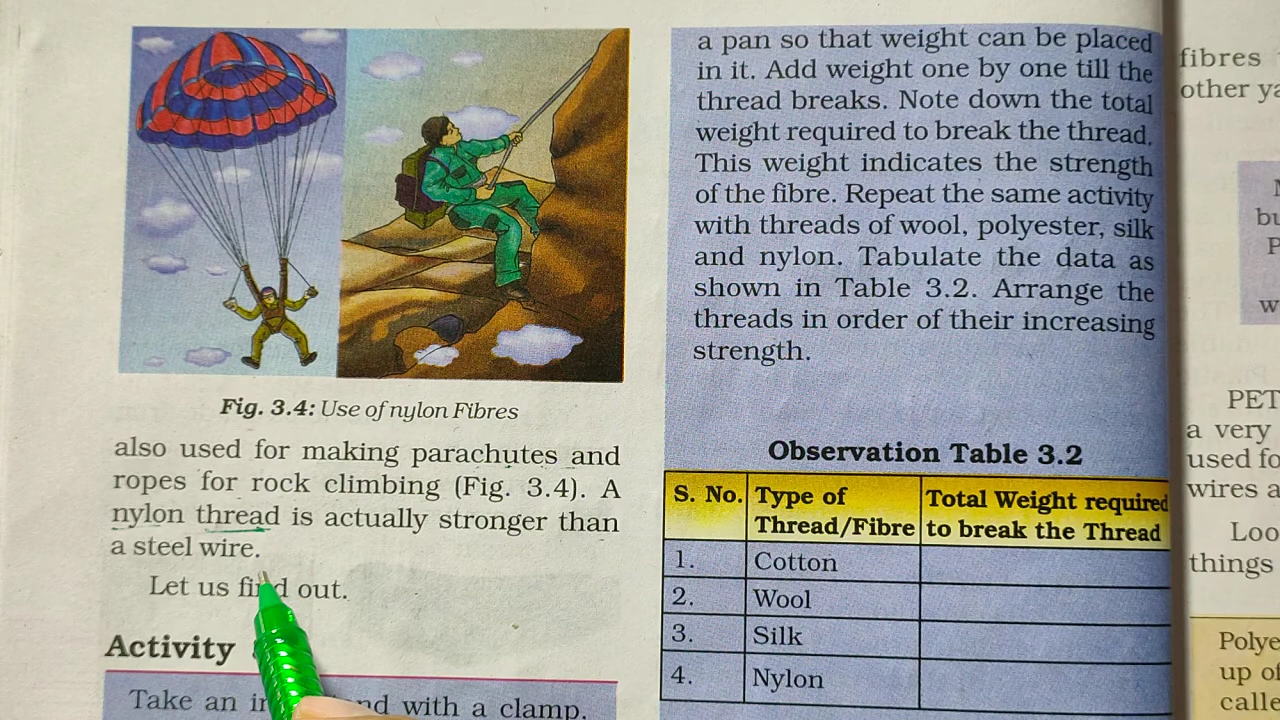 Fig. 3.4: Use of nylon Fibres
also used for making parachutes and
ropes for rock climbing (Fig. 3.4). A
nylon thread is actually stronger than
a steel wire.
Let us find out.
Activity
Take an with a clamp.
a pan so that weight can be placed
in it. Add weight one by one till the
thread breaks. Note down the total
weight required to break the thread.
This weight indicates the strength
of the fibre. Repeat the same activity
with threads of wool, polyester, silk
and nylon. Tabulate the data as
shown in Table 3.2. Arrange the
threads in order of their increasing
strength.
Observation Table 3.2
S. No. Type of Thread/Fibre Total Weight required to break the Thread
1. Cotton
2. Wool
3. Silk
4. Nylon
fibres
other
PET
a very
used
wires
things
up